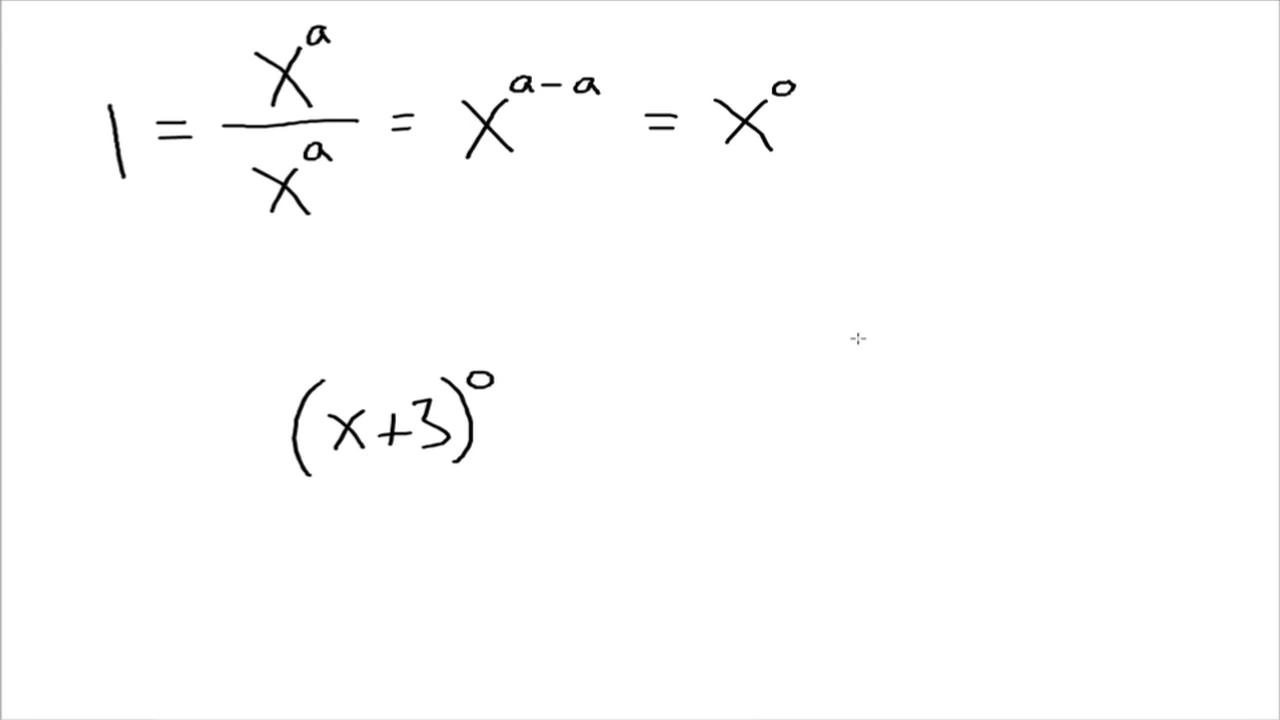 1 = x^a / x^a = x^{a-a} = x^0
(x+3)^0